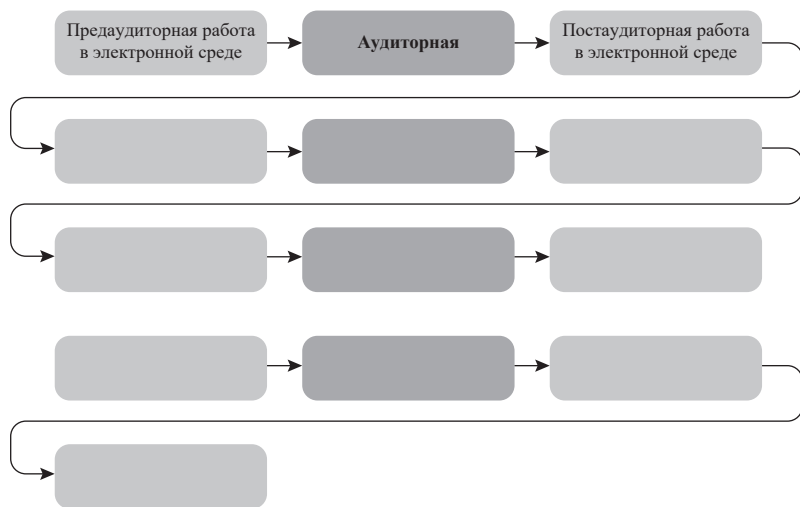 Предаудиторная работа
в электронной среде
Аудиторная
Постаудиторная работа
в электронной среде